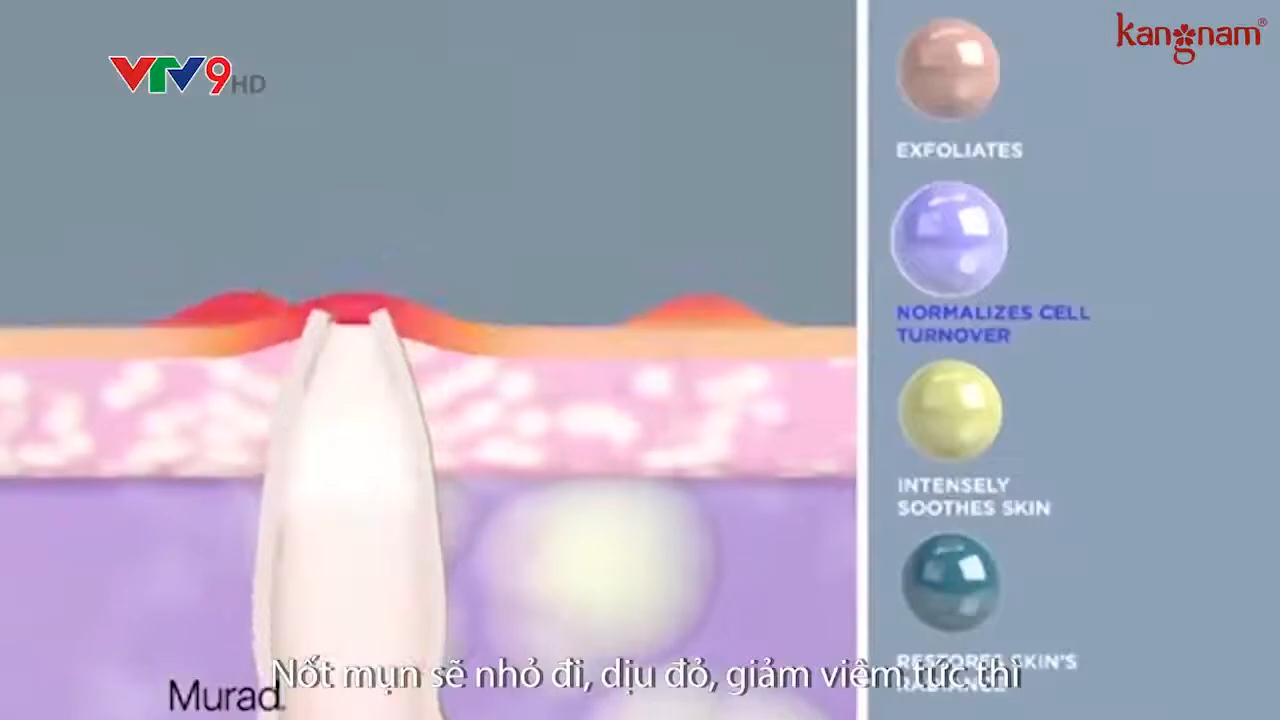 VTV9 HD
kangnam®
EXFOLIATES
NORMALIZES CELL
TURNOVER
INTENSELY
SOOTHES SKIN
RESTORES SKIN'S
RADIANCE
Nốt mụn sẽ nhỏ đi, dịu đỏ, giảm viêm tức thì
Murad